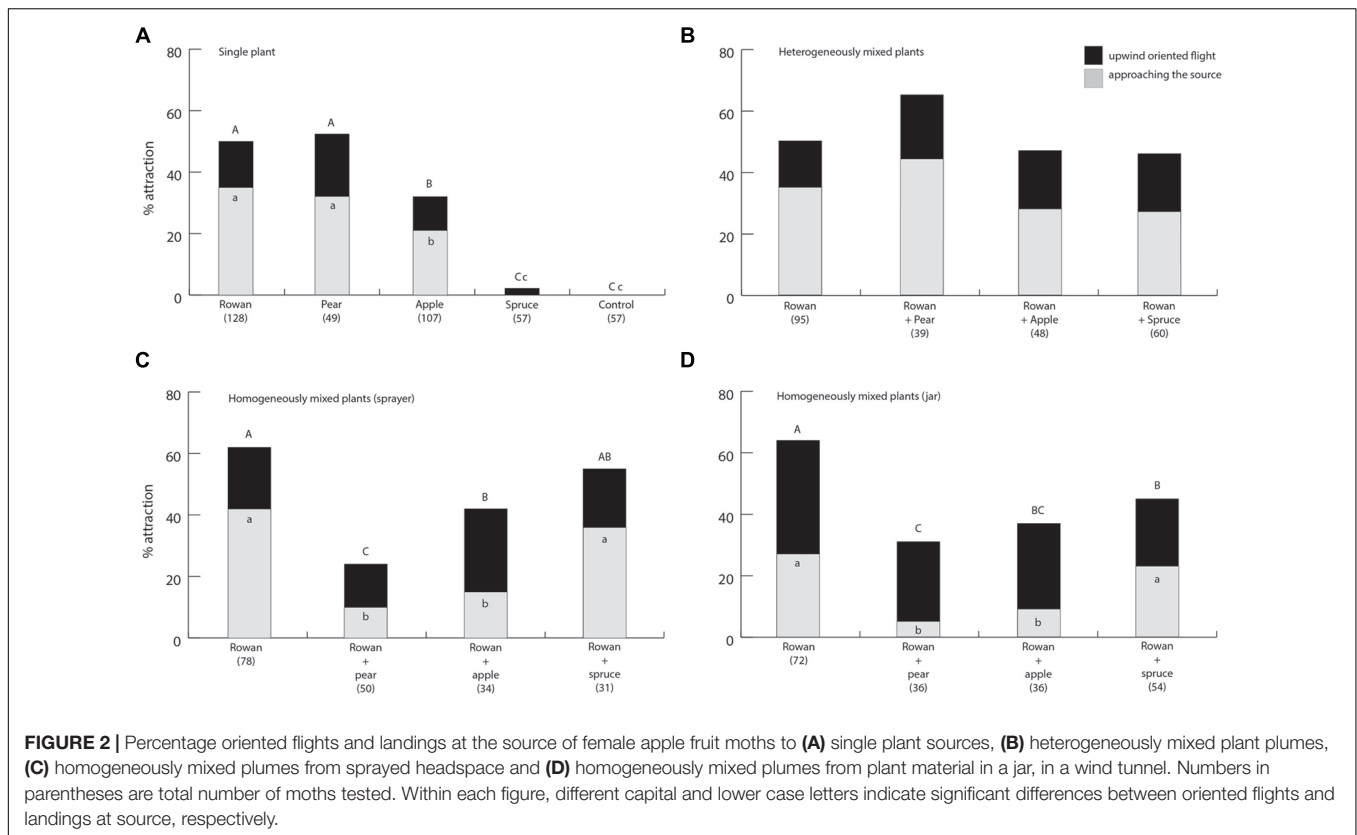 A
Single plant
80
60
40
20
0
% attraction
A
a
A
a
B
b
C c
C c
Rowan
(128)
Pear
(49)
Apple
(107)
Spruce
(57)
Control
(57)
B
Heterogeneously mixed plants
upwind oriented flight
approaching the source
80
60
40
20
0
Rowan
(95)
Rowan
+ Pear
(39)
Rowan
+ Apple
(48)
Rowan
+ Spruce
(60)
C
Homogeneously mixed plants (sprayer)
80
60
40
20
0
% attraction
A
a
C
b
B
b
AB
a
Rowan
(78)
Rowan
+
pear
(50)
Rowan
+
apple
(34)
Rowan
+
spruce
(31)
D
Homogeneously mixed plants (jar)
80
60
40
20
0
A
a
C
b
BC
b
B
a
Rowan
(72)
Rowan
+
pear
(36)
Rowan
+
apple
(36)
Rowan
+
spruce
(54)
FIGURE 2 | Percentage oriented flights and landings at the source of female apple fruit moths to (A) single plant sources, (B) heterogeneously mixed plant plumes,
(C) homogeneously mixed plumes from sprayed headspace and (D) homogeneously mixed plumes from plant material in a jar, in a wind tunnel. Numbers in
parentheses are total number of moths tested. Within each figure, different capital and lower case letters indicate significant differences between oriented flights and
landings at source, respectively.